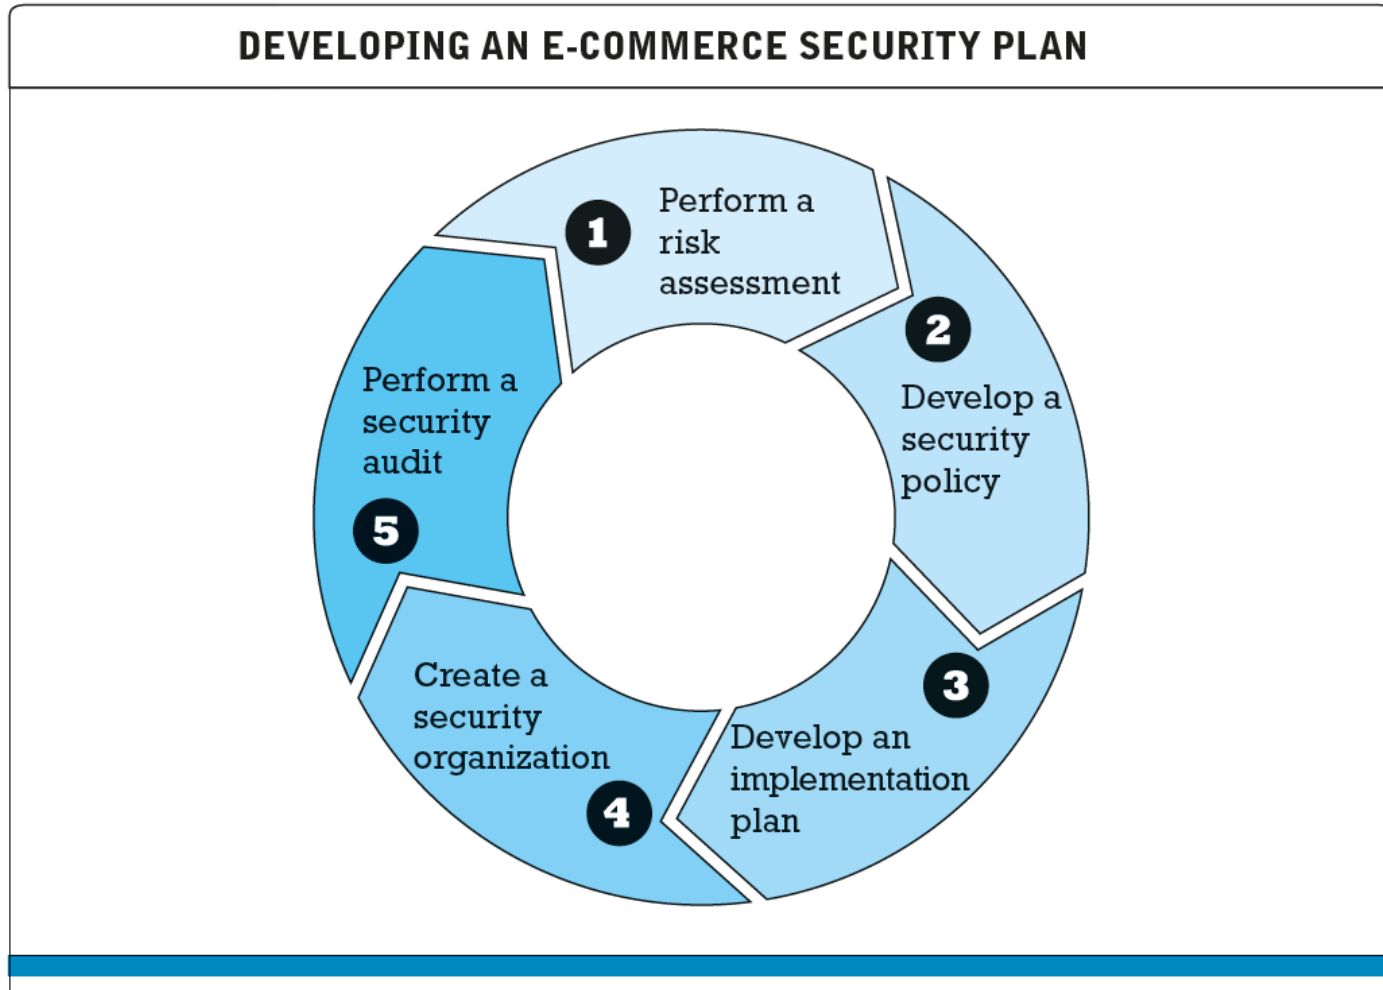 DEVELOPING AN E-COMMERCE SECURITY PLAN
1
Perform a
risk
assessment
2
Develop a
security
policy
3
Develop an
implementation
plan
Create a
security
organization
4
Perform a
security
audit
5